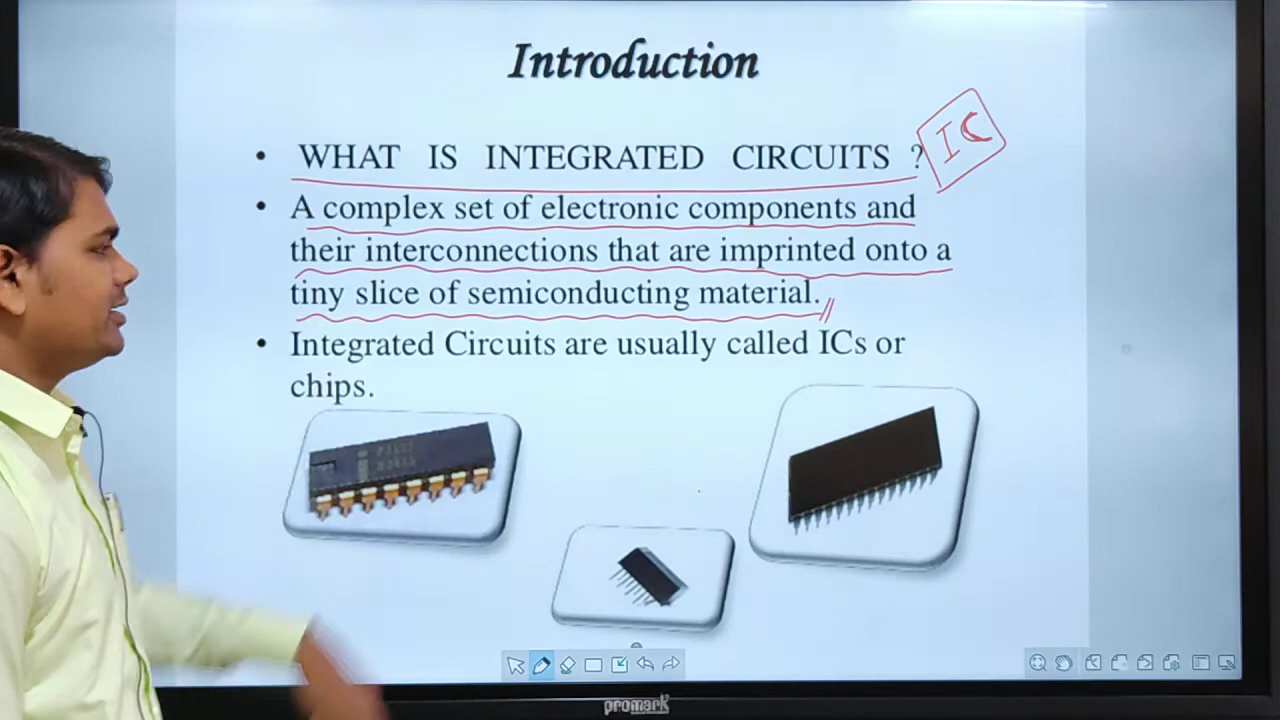 Introduction
• WHAT IS INTEGRATED CIRCUITS ?
IC
• A complex set of electronic components and
their interconnections that are imprinted onto a
tiny slice of semiconducting material.
• Integrated Circuits are usually called ICs or
chips.
promark